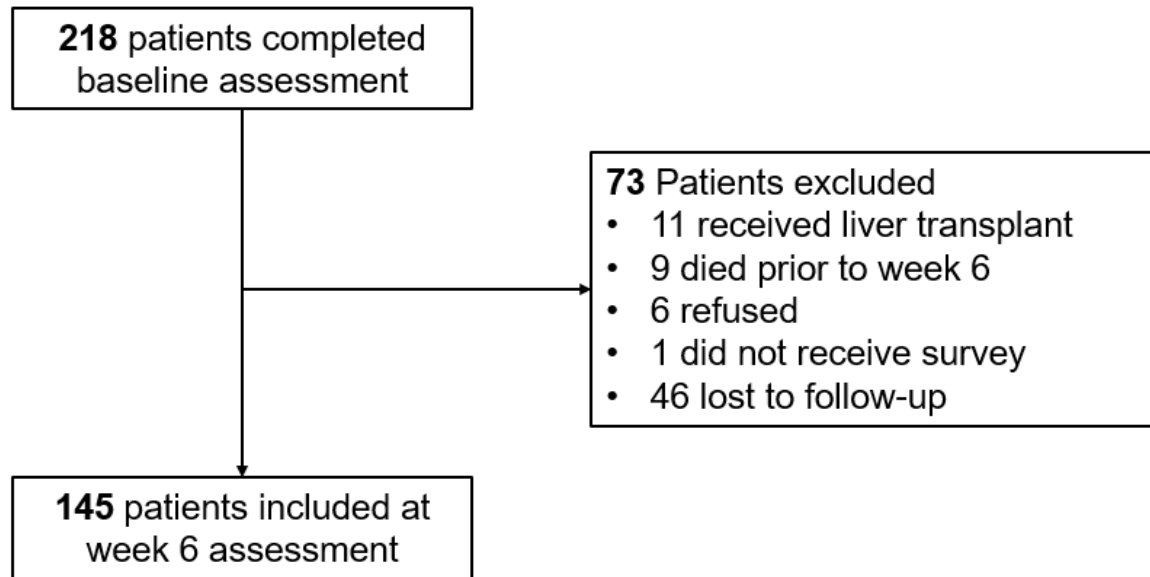 218 patients completed
baseline assessment
73 Patients excluded
• 11 received liver transplant
• 9 died prior to week 6
• 6 refused
• 1 did not receive survey
• 46 lost to follow-up
145 patients included at
week 6 assessment